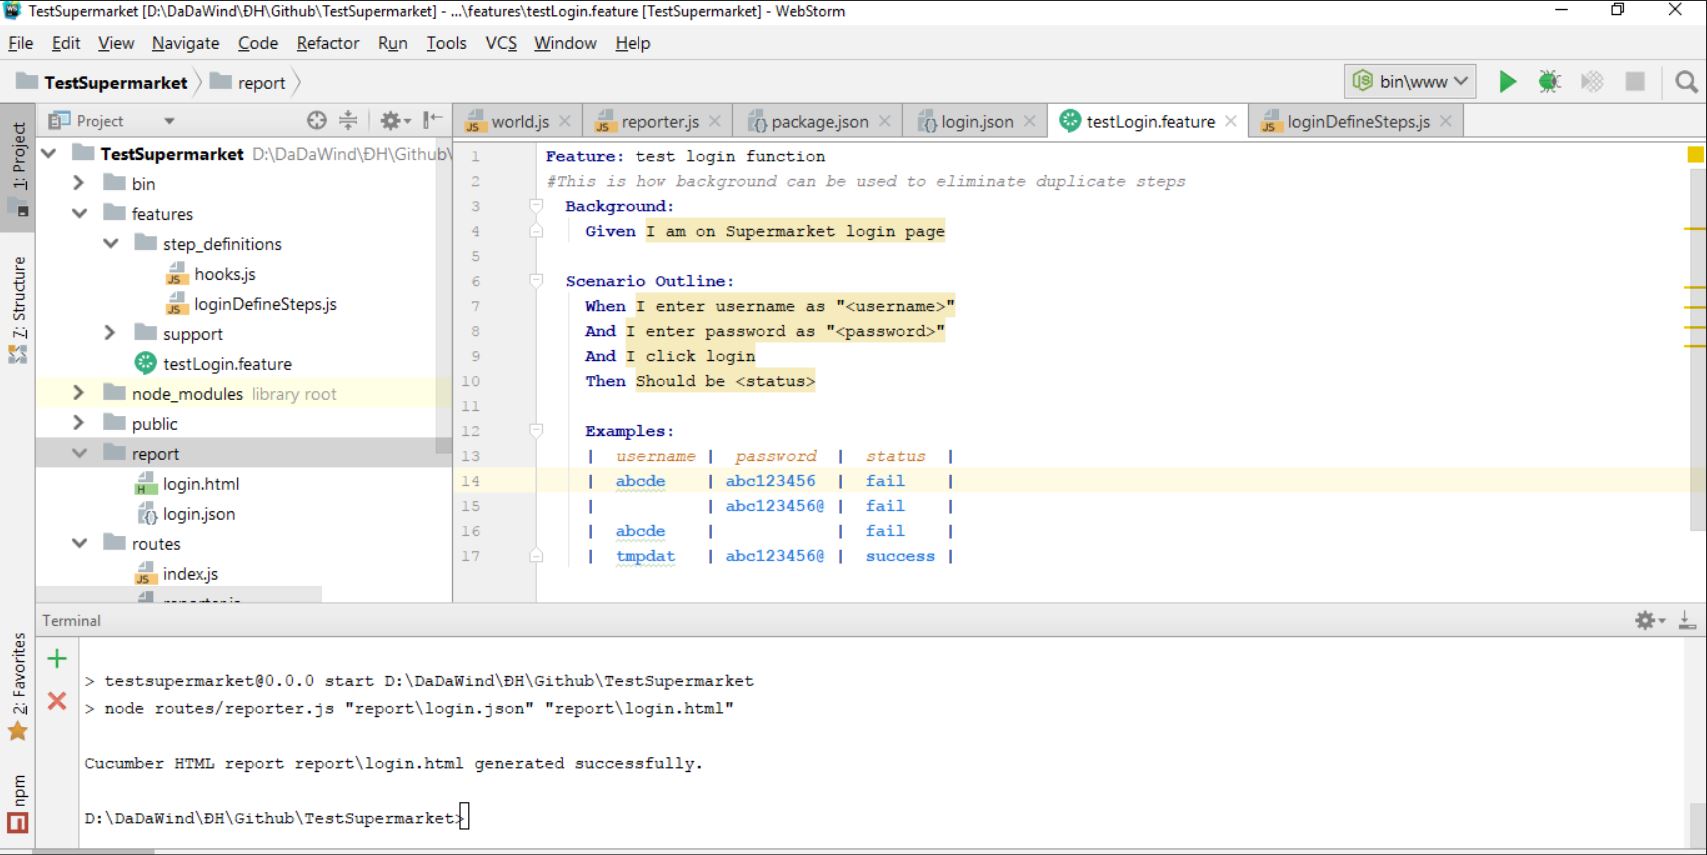 TestSupermarket [D:\DaDaWind\ĐH\Github\TestSupermarket] - ...\features\testLogin.feature [TestSupermarket] - WebStorm
File Edit View Navigate Code Refactor Run Tools VCS Window Help
TestSupermarket report
bin\www
1: Project
7: Structure
2: Favorites
npm
Project
TestSupermarket D:\DaDaWind\ĐH\Github\
bin
features
step_definitions
hooks.js
loginDefineSteps.js
support
testLogin.feature
node_modules library root
public
report
login.html
login.json
routes
index.js
reporter.js
world.js reporter.js package.json login.json testLogin.feature loginDefineSteps.js
1 Feature: test login function
2 #This is how background can be used to eliminate duplicate steps
3 Background:
4 Given I am on Supermarket login page
5
6 Scenario Outline:
7 When I enter username as "<username>"
8 And I enter password as "<password>"
9 And I click login
10 Then Should be <status>
11
12 Examples:
13 | username | password | status |
14 | abcde | abc123456 | fail |
15 | | abc123456@ | fail |
16 | abcde | | fail |
17 | tmpdat | abc123456@ | success |
Terminal
> testsupermarket@0.0.0 start D:\DaDaWind\ĐH\Github\TestSupermarket
> node routes/reporter.js "report\login.json" "report\login.html"
Cucumber HTML report report\login.html generated successfully.
D:\DaDaWind\ĐH\Github\TestSupermarket>